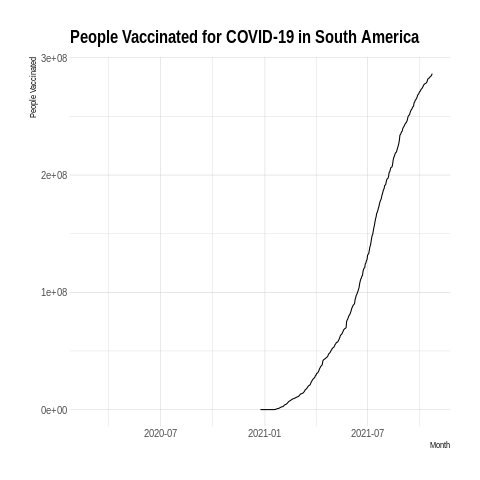 People Vaccinated for COVID-19 in South America
People Vaccinated
3e+08
2e+08
1e+08
0e+00
2020-07
2021-01
2021-07
Month